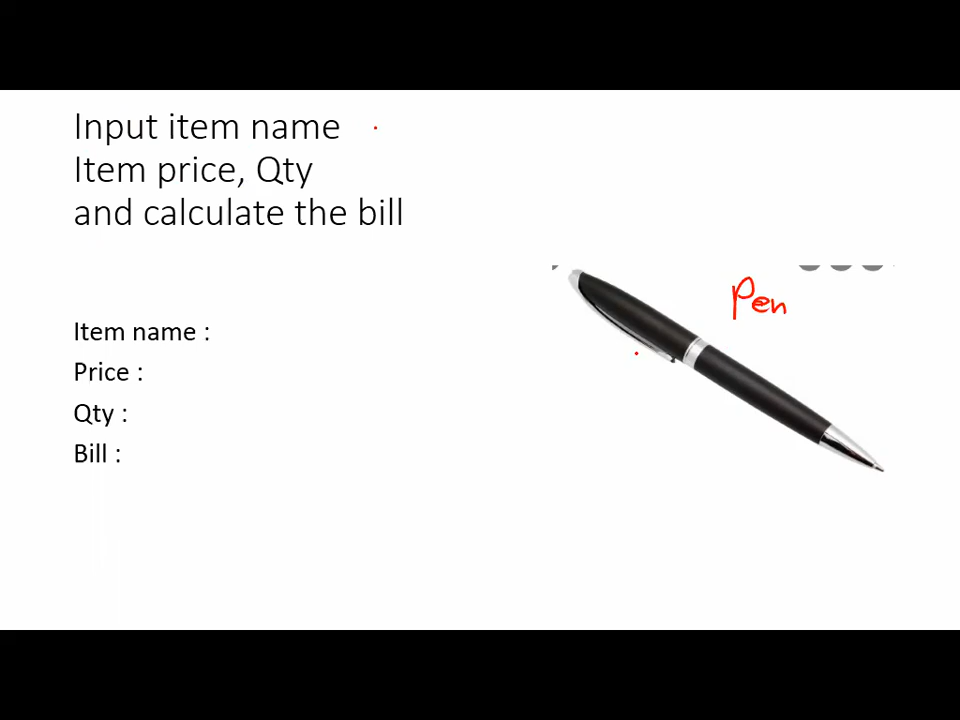 Input item name
Item price, Qty
and calculate the bill
Pen
Item name :
Price :
Qty :
Bill :